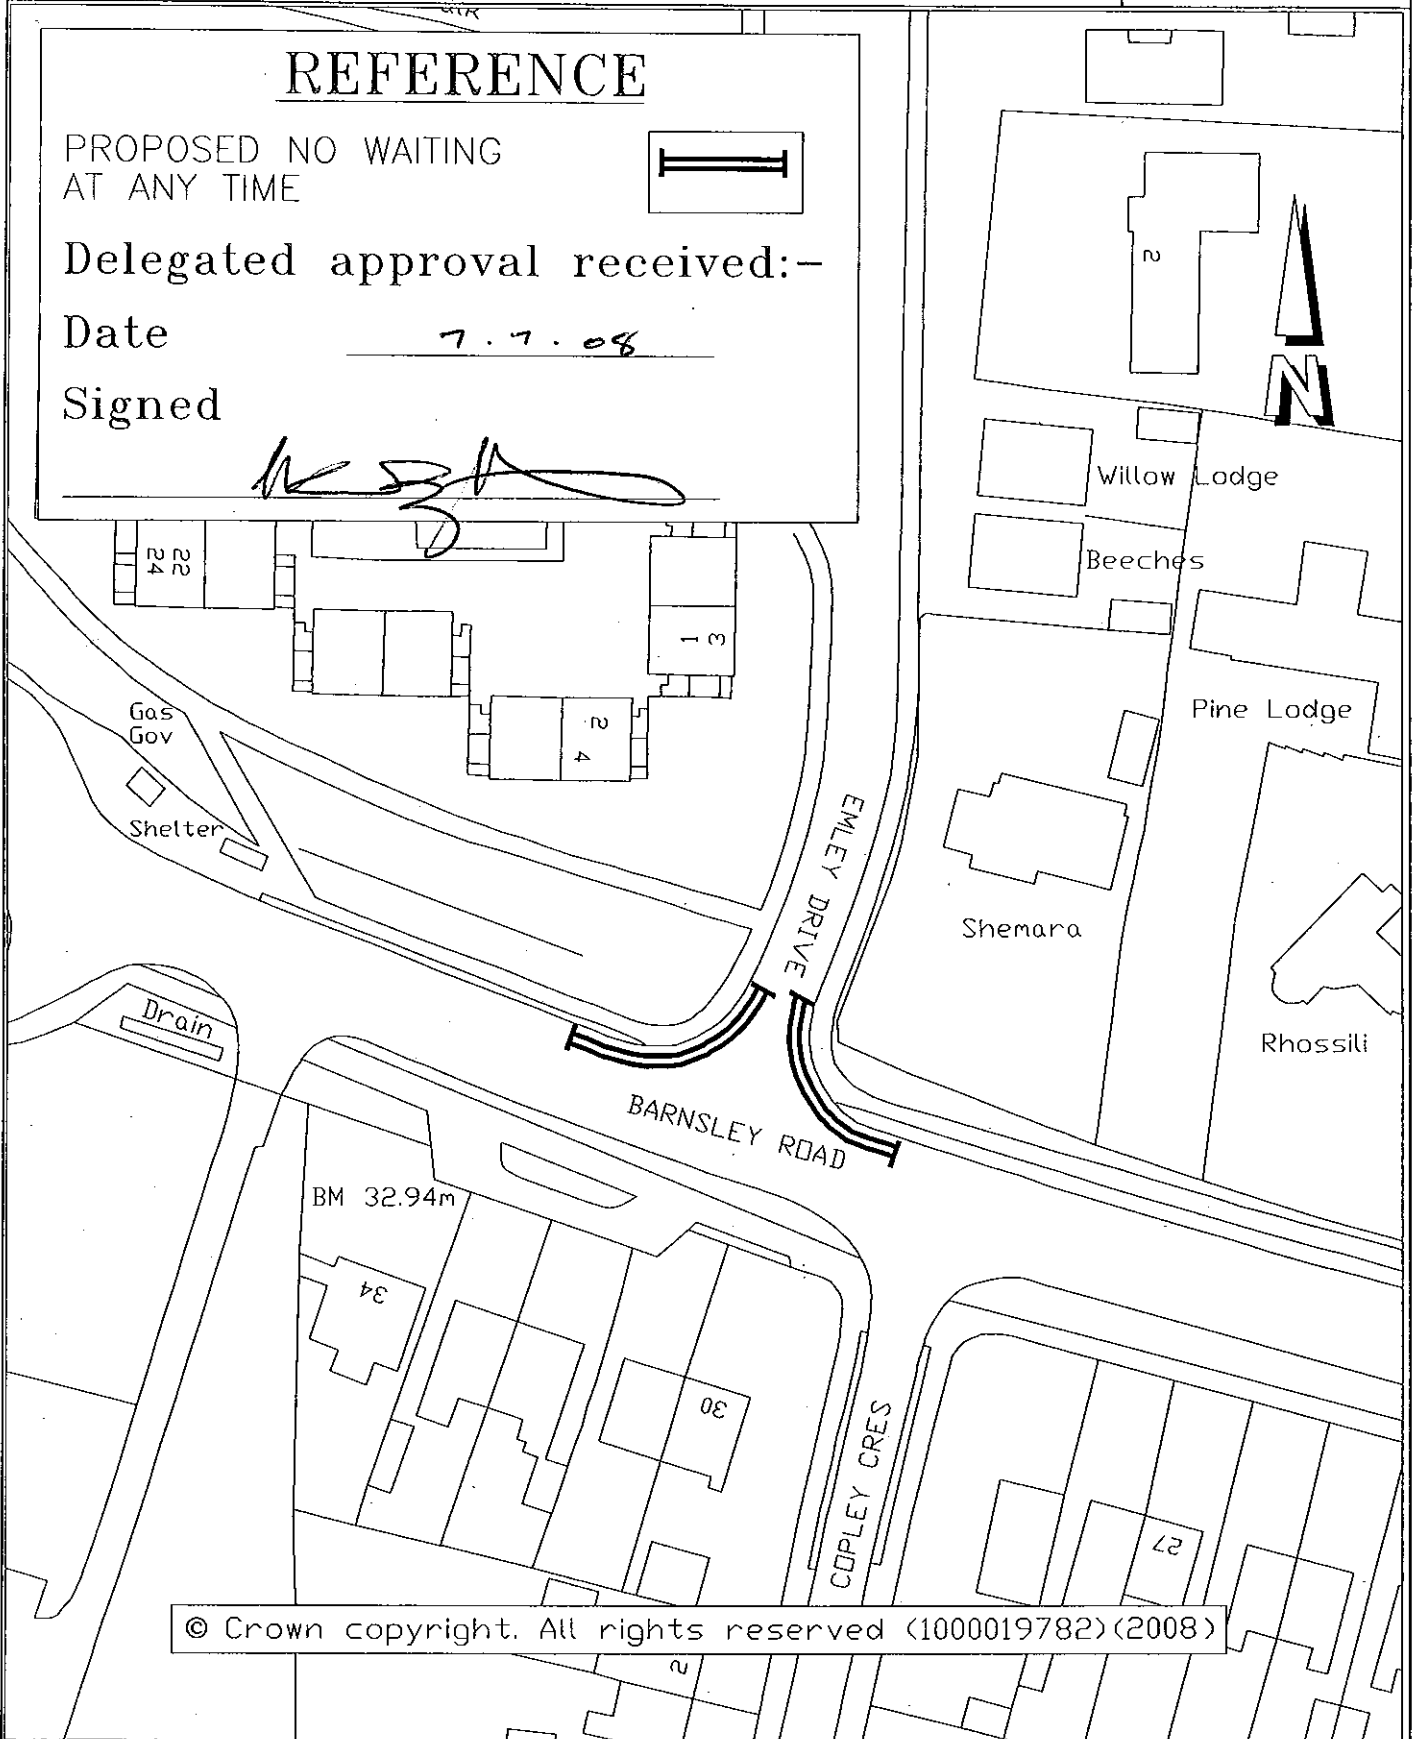 REFERENCE
PROPOSED NO WAITING
AT ANY TIME
Delegated approval received:-
Date 7.7.08
Signed
N
2
Willow Lodge
Beeches
Pine Lodge
22
24
1
3
2
4
Gas
Gov
Shelter
EMLEY DRIVE
Shemara
Rhossili
Drain
BARNSLEY ROAD
BM 32.94m
34
30
COPLEY CRES
27
© Crown copyright. All rights reserved (1000019782)(2008)
2